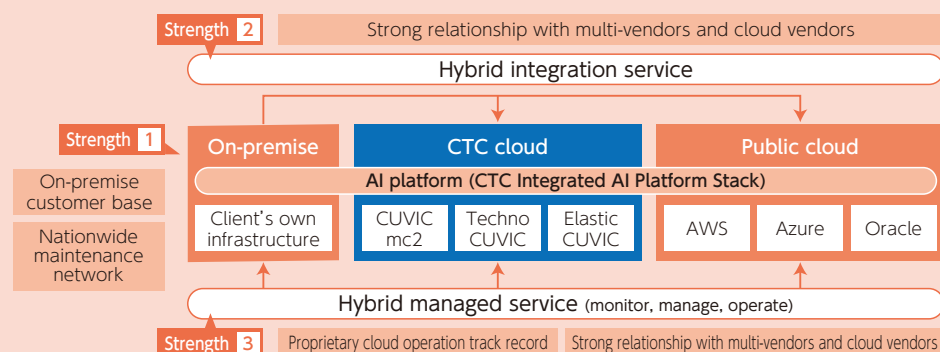 Strength 2
Strong relationship with multi-vendors and cloud vendors
Hybrid integration service
Strength 1
On-premise
CTC cloud
Public cloud
AI platform (CTC Integrated AI Platform Stack)
On-premise
customer base
Nationwide
maintenance
network
Client's own
infrastructure
CUVIC
mc2
Techno
CUVIC
Elastic
CUVIC
AWS
Azure
Oracle
Hybrid managed service (monitor, manage, operate)
Strength 3
Proprietary cloud operation track record
Strong relationship with multi-vendors and cloud vendors